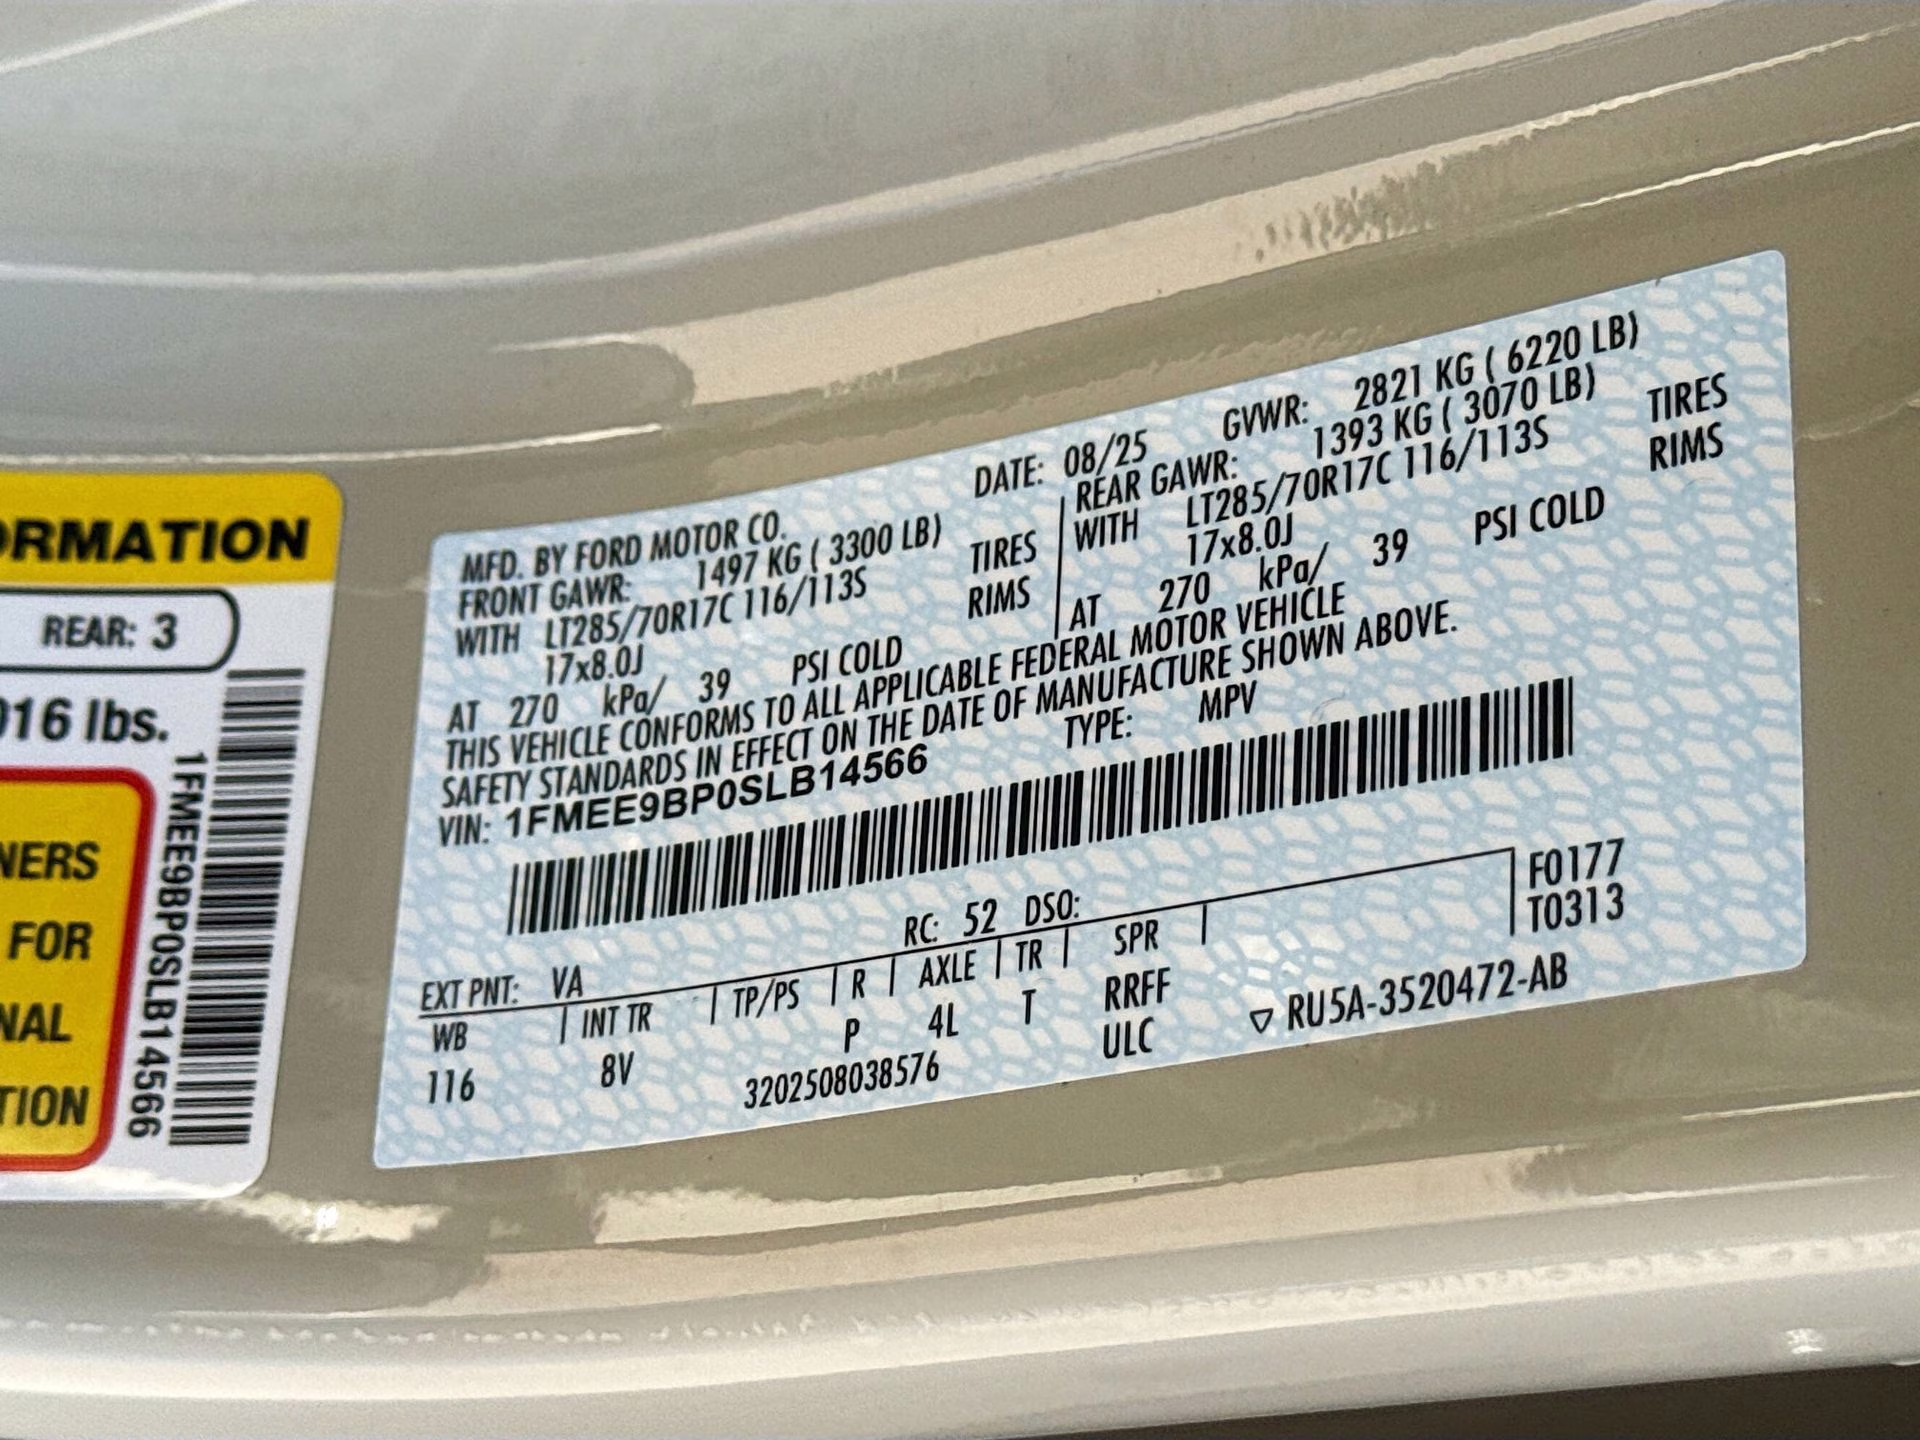 ORMATION
REAR: 3
016 lbs.
NERS
FOR
NAL
TION
1FMEE9BP0SLB14566
MFD. BY FORD MOTOR CO.
DATE: 08/25 GVWR: 2821 KG ( 6220 LB)
FRONT GAWR: 1497 KG ( 3300 LB)
WITH LT285/70R17C 116/113S TIRES
17x8.0J RIMS
AT 270 kPa/ 39 PSI COLD
REAR GAWR: 1393 KG ( 3070 LB)
WITH LT285/70R17C 116/113S TIRES
17x8.0J RIMS
AT 270 kPa/ 39 PSI COLD
THIS VEHICLE CONFORMS TO ALL APPLICABLE FEDERAL MOTOR VEHICLE
SAFETY STANDARDS IN EFFECT ON THE DATE OF MANUFACTURE SHOWN ABOVE.
VIN: 1FMEE9BP0SLB14566 TYPE: MPV
F0177
T0313
EXT PNT: VA RC: 52 DSO:
WB | INT TR | TP/PS | R | AXLE | TR | SPR |
116 8V P 4L T RRFF
3202508038576 ULC ▽ RU5A-3520472-AB